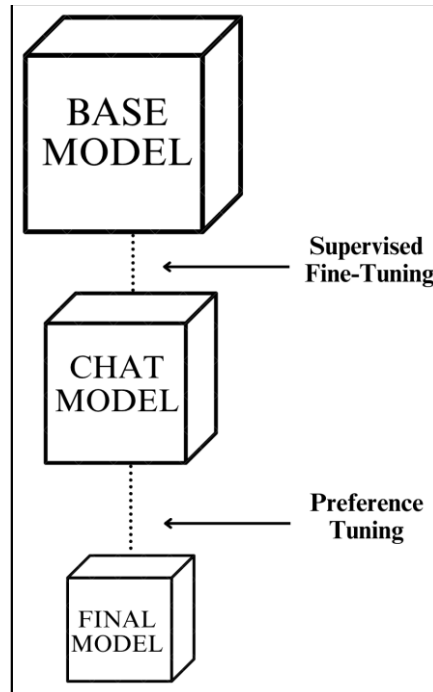 BASE
MODEL
Supervised
Fine-Tuning
CHAT
MODEL
Preference
Tuning
FINAL
MODEL